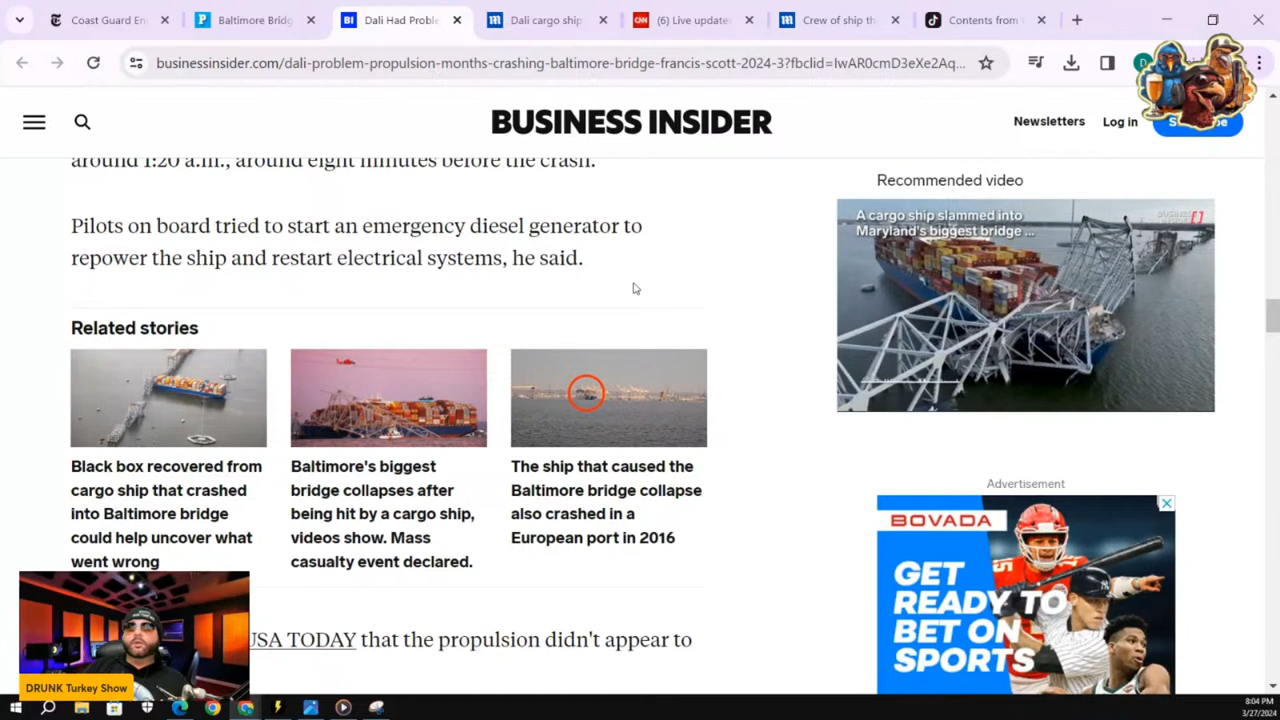 Coast Guard En
Baltimore Bridg
Dali Had Proble
Dali cargo ship
(6) Live update
Crew of ship th
Contents from
businessinsider.com/dali-problem-propulsion-months-crashing-baltimore-bridge-francis-scott-2024-3?fbclid=IwAR0cmD3eXe2Aq...
BUSINESS INSIDER
Newsletters
Log in
around 1:20 a.m., around eight minutes before the crash.
Pilots on board tried to start an emergency diesel generator to
repower the ship and restart electrical systems, he said.
Related stories
Black box recovered from
cargo ship that crashed
into Baltimore bridge
could help uncover what
went wrong
Baltimore's biggest
bridge collapses after
being hit by a cargo ship,
videos show. Mass
casualty event declared.
The ship that caused the
Baltimore bridge collapse
also crashed in a
European port in 2016
USA TODAY that the propulsion didn't appear to
Recommended video
A cargo ship slammed into
Maryland's biggest bridge ...
Advertisement
BOVADA
GET
READY TO
BET ON
SPORTS
DRUNK Turkey Show
8:04 PM
3/27/2024